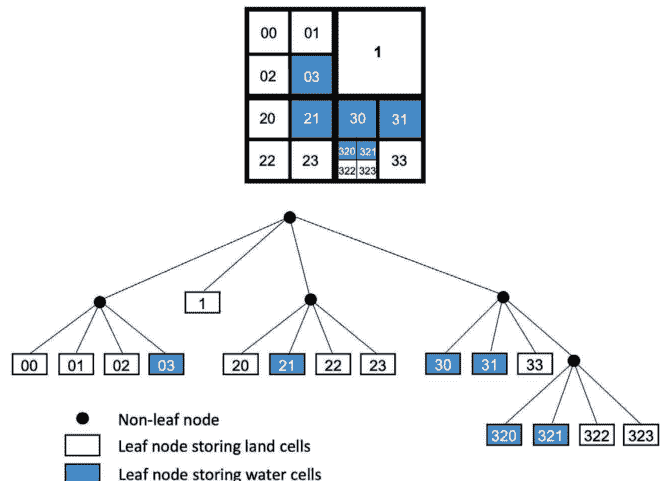 00 01 1
02 03
20 21 30 31
320 321
22 23 33
322 323
1
00 01 02 03 20 21 22 23 30 31 33
320 321 322 323
Non-leaf node
Leaf node storing land cells
Leaf node storing water cells